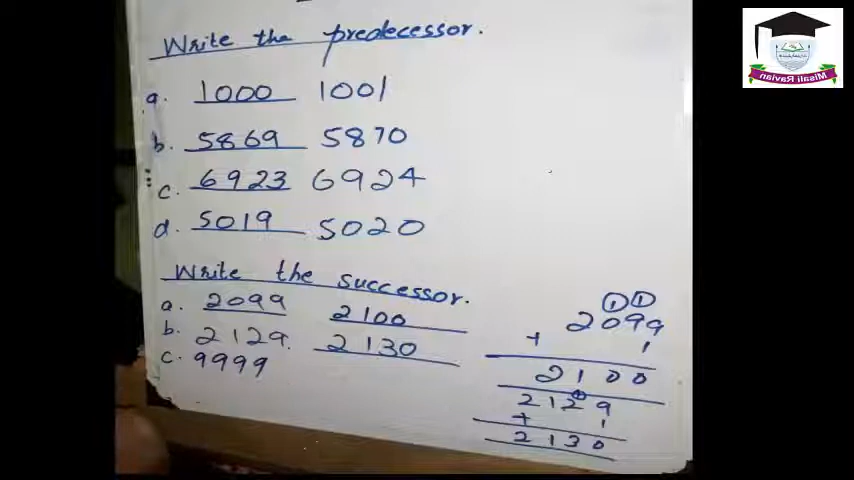 Write the predecessor.
a. 1000 1001
b. 5869 5870
c. 6923 6924
d. 5019 5020
Write the successor.
a. 2099 2100
b. 2129. 2130
c. 9999
1 1
2099
+ 1
2100
1
2129
+ 1
2130
Misali Ravian